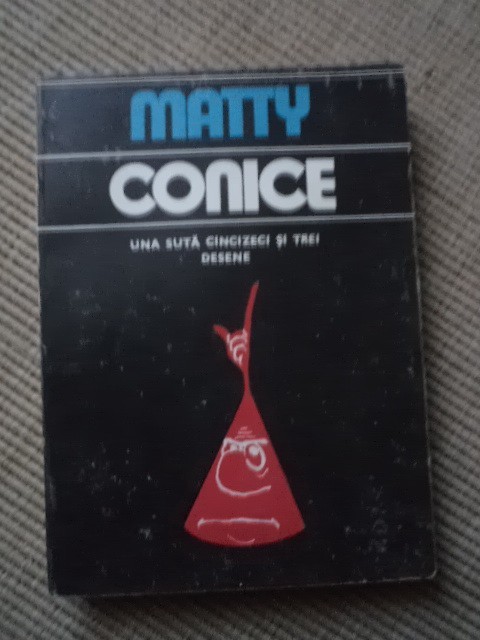 MATTY
CONICE
UNA SUTĂ CINCIZECI ȘI TREI
DESENE